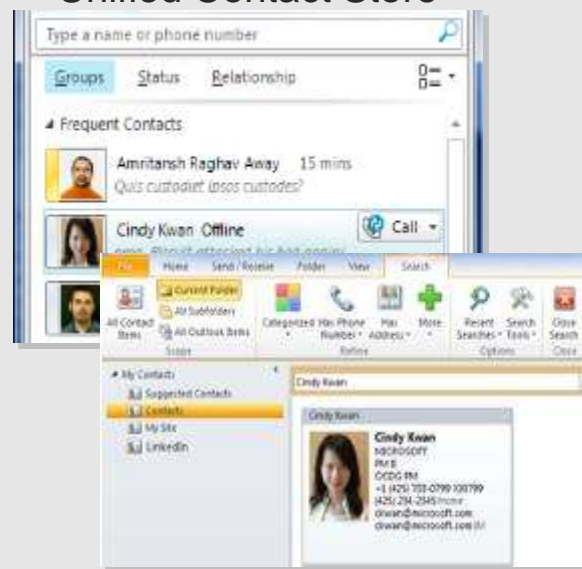 Unified Contact Store
Type a name or phone number
Groups Status Relationship
Frequent Contacts
Amritansh Raghav Away 15 mins
Quis custodiet ipsos custodes?
Cindy Kwan Offline
Call
File Home Send / Receive Folder View Search
All Contact Items
Current Folder
All Subfolders
All Outlook Items
Scope
Categorized Has Phone Number Has Address More
Refine
Recent Searches Search Tools
Options
Close Search
Close
My Contacts
Suggested Contacts
Contacts
My Site
LinkedIn
Cindy Kwan
Cindy Kwan
Cindy Kwan
MICROSOFT
PM II